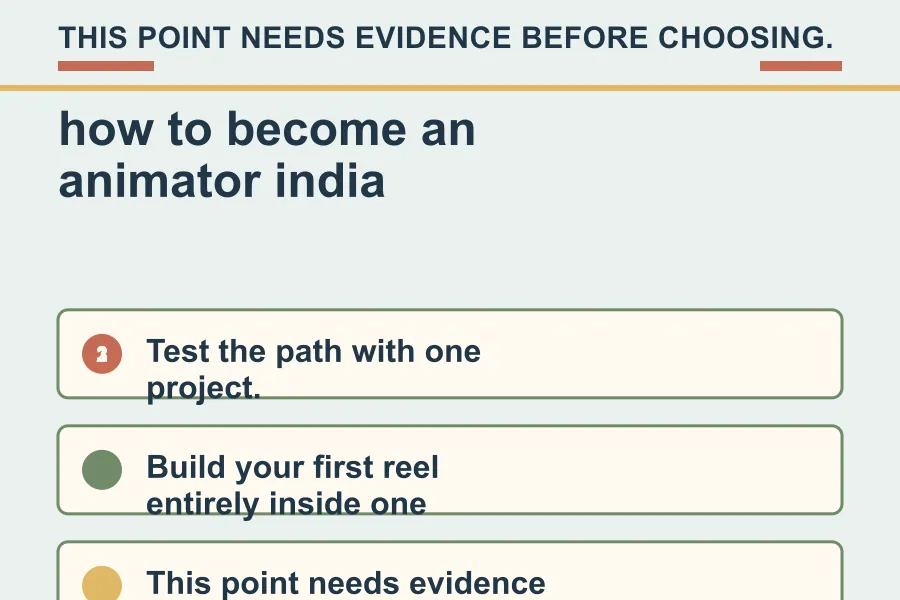 THIS POINT NEEDS EVIDENCE BEFORE CHOOSING.
how to become an
animator india
Test the path with one
project.
Build your first reel
entirely inside one
This point needs evidence